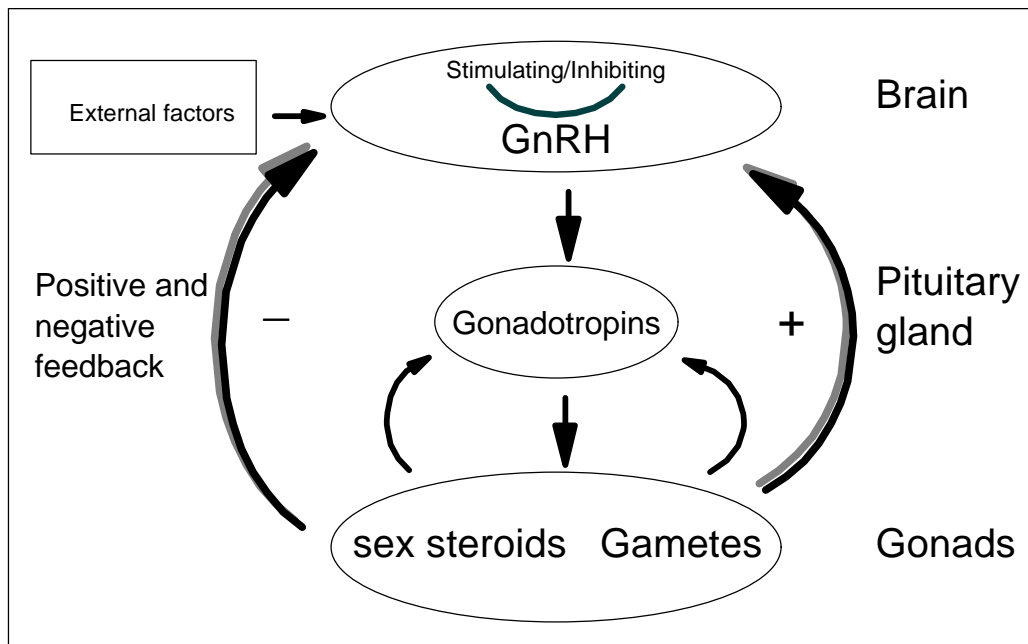 Stimulating/Inhibiting
Brain
External factors
GnRH
Positive and
negative
feedback
–
Gonadotropins
+
Pituitary
gland
sex steroids Gametes
Gonads